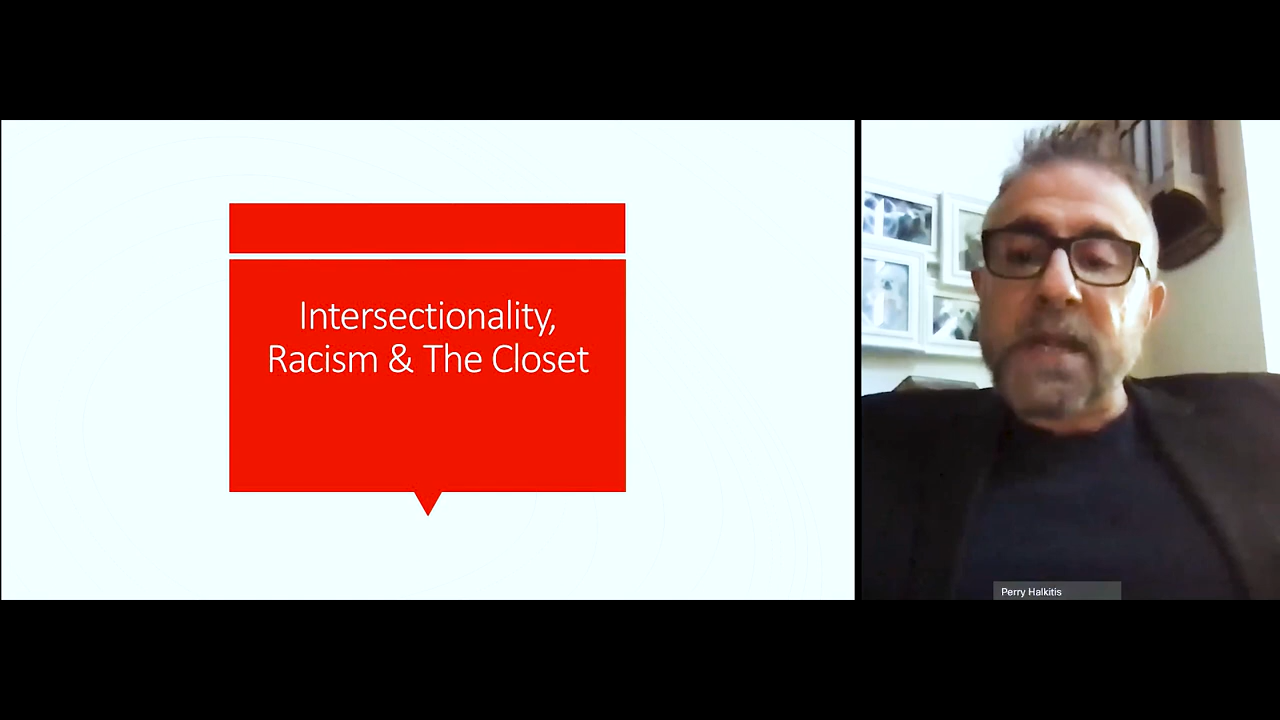 Intersectionality,
Racism & The Closet
Perry Halkitis